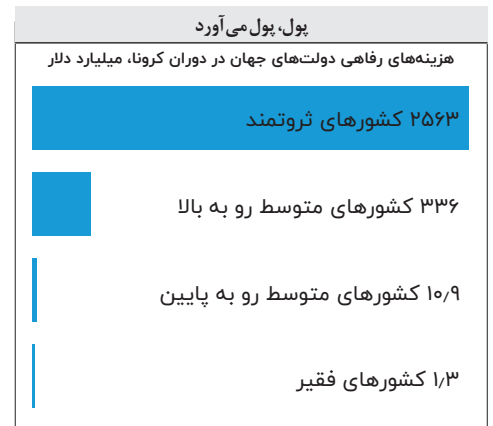 پول، پول می‌آورد
هزینه‌های رفاهی دولت‌های جهان در دوران کرونا، میلیارد دلار
۲۵۶۳ کشورهای ثروتمند
۳۳۶ کشورهای متوسط رو به بالا
۱۰٫۹ کشورهای متوسط رو به پایین
۱٫۳ کشورهای فقیر